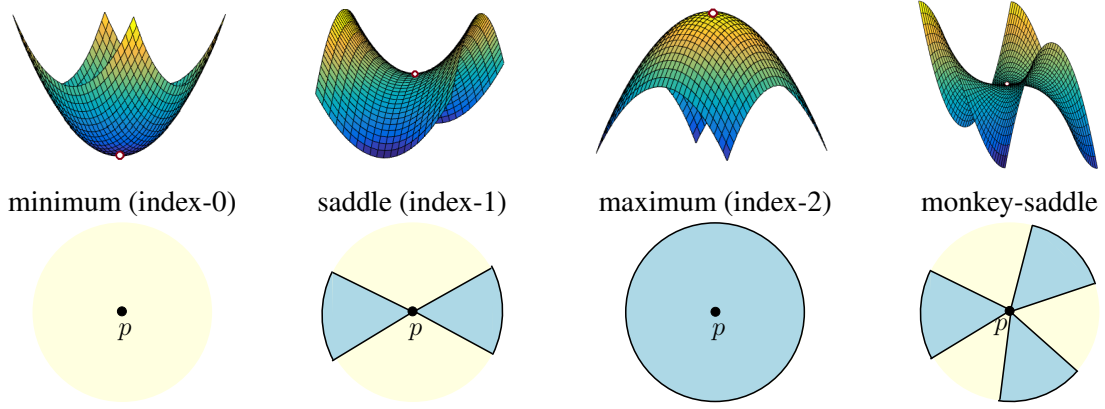 minimum (index-0) saddle (index-1) maximum (index-2) monkey-saddle
p p p p